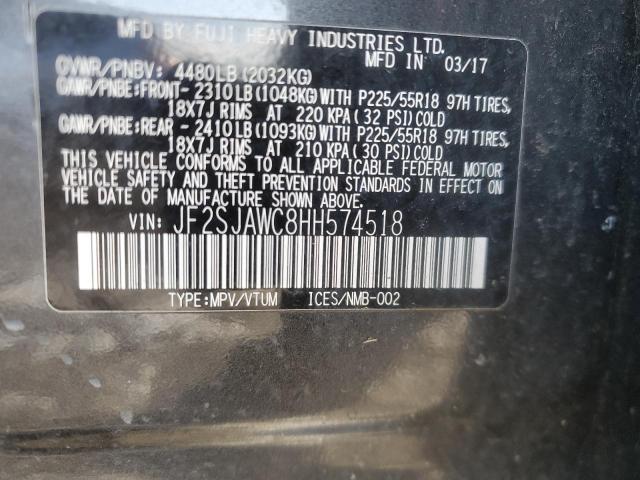 MFD BY FUJI HEAVY INDUSTRIES LTD.
MFD IN 03/17
GVWR/PNBV: 4480LB(2032KG)
GAWR/PNBE:FRONT- 2310LB(1048KG)WITH P225/55R18 97H TIRES,
18X7J RIMS AT 220 KPA(32 PSI)COLD
GAWR/PNBE:REAR - 2410LB(1093KG)WITH P225/55R18 97H TIRES,
18X7J RIMS AT 210 KPA(30 PSI)COLD
THIS VEHICLE CONFORMS TO ALL APPLICABLE FEDERAL MOTOR
VEHICLE SAFETY AND THEFT PREVENTION STANDARDS IN EFFECT ON
THE DATE OF MANUFACTURE SHOWN ABOVE.
VIN: JF2SJAWC8HH574518
TYPE:MPV/VTUM ICES/NMB-002